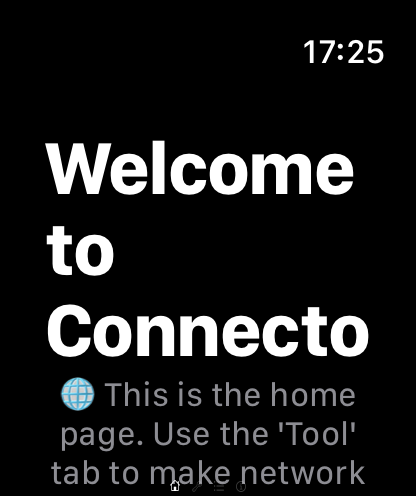 17:25
Welcome
to
Connecto
🌐 This is the home
page. Use the 'Tool'
tab to make network